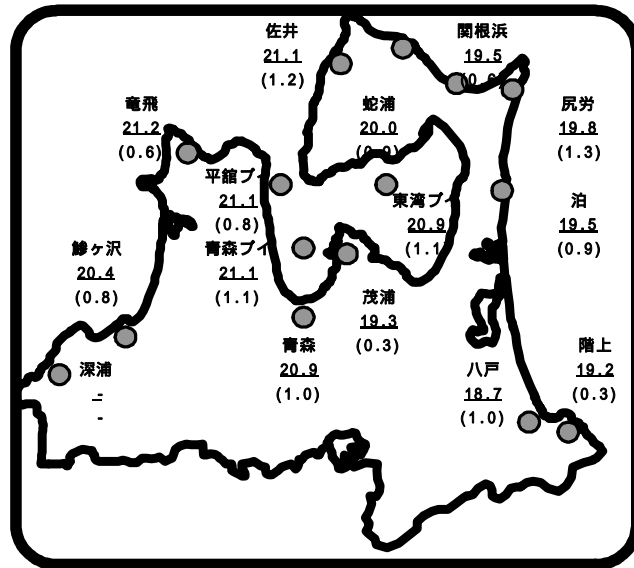 佐井
21.1
(1.2)
関根浜
19.5
竜飛
21.2
(0.6)
蛇浦
20.0
尻労
19.8
(1.3)
平館ブイ
21.1
(0.8)
東湾ブイ
20.9
(1.1)
泊
19.5
(0.9)
鰺ヶ沢
20.4
(0.8)
青森ブイ
21.1
(1.1)
茂浦
19.3
(0.3)
深浦
-
-
青森
20.9
(1.0)
八戸
18.7
(1.0)
階上
19.2
(0.3)